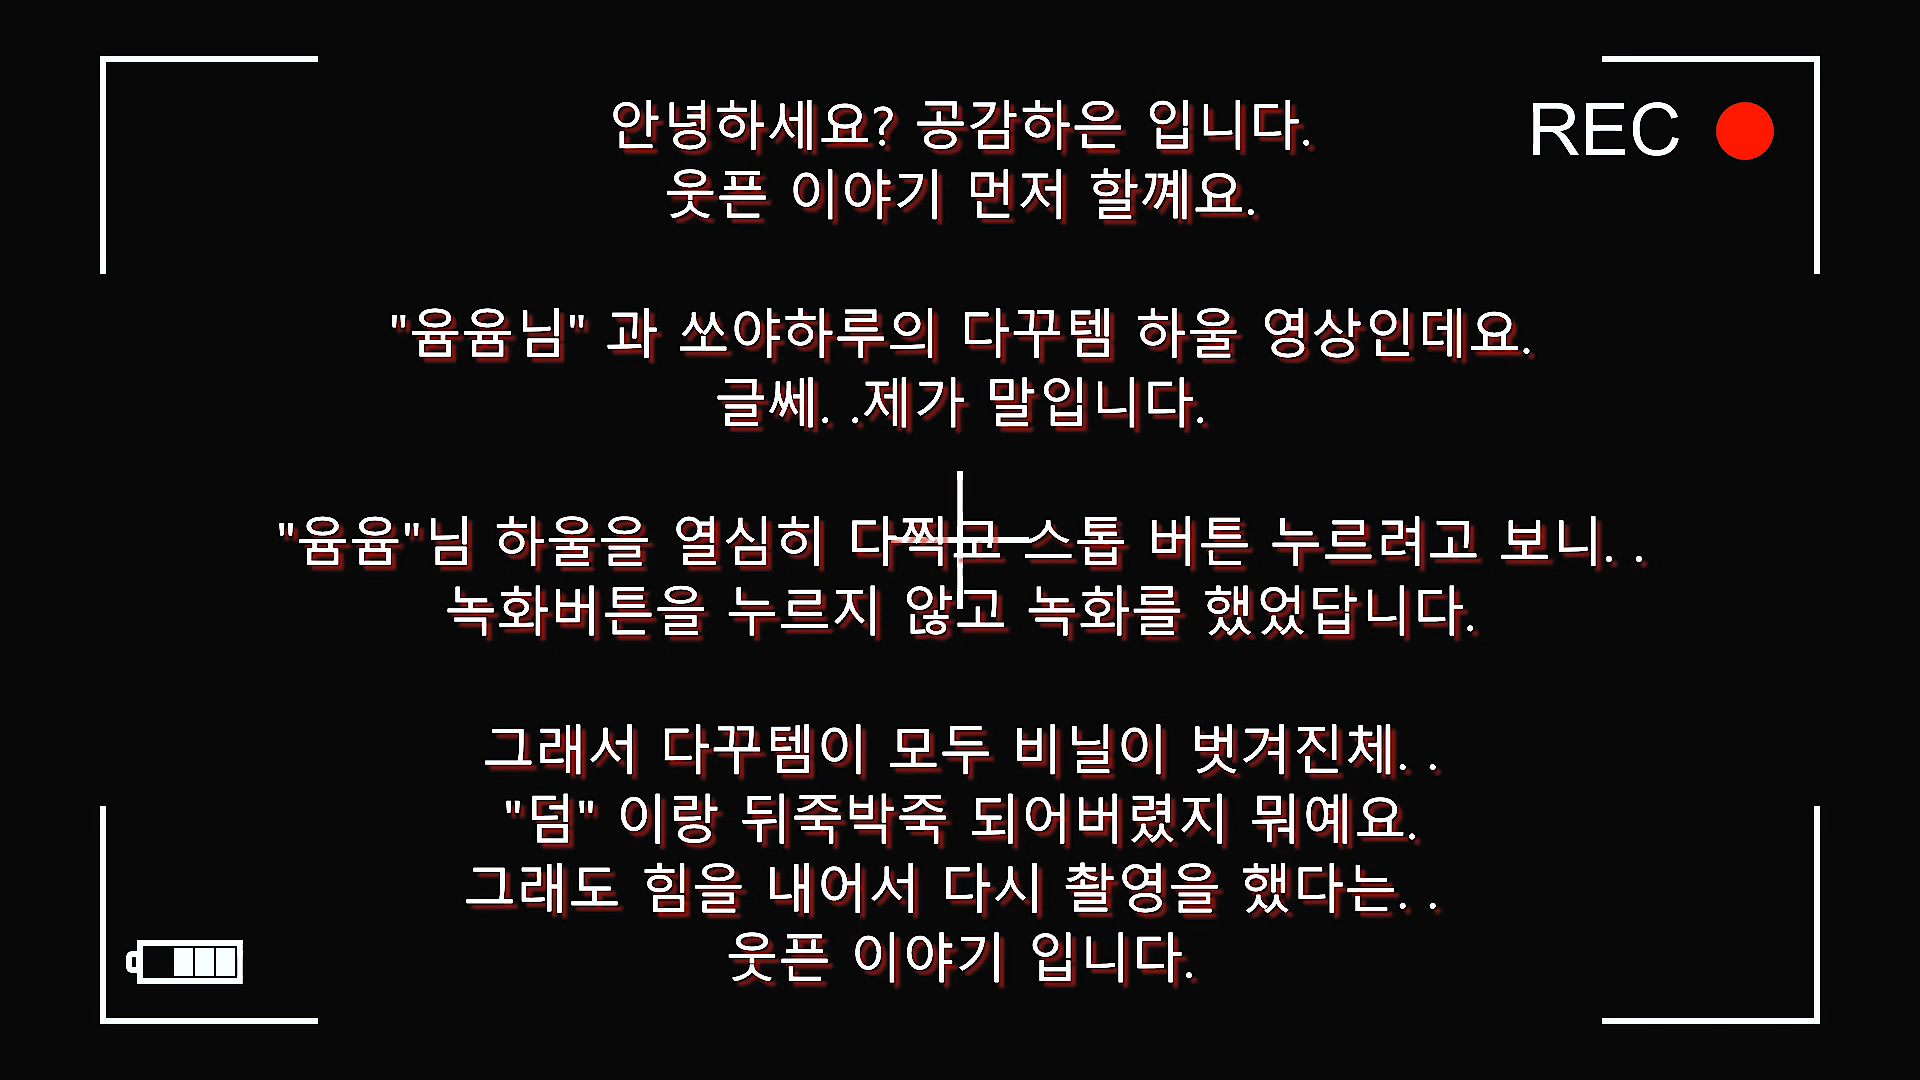 안녕하세요? 공감하은 입니다.
REC
웃픈 이야기 먼저 할꼐요.
"윰윰님" 과 쏘야하루의 다꾸템 하울 영상인데요.
글쎄. .제가 말입니다.
"윰윰"님 하울을 열심히 다찍고 스톱 버튼 누르려고 보니. .
녹화버튼을 누르지 않고 녹화를 했었답니다.
그래서 다꾸템이 모두 비닐이 벗겨진체. .
"덤" 이랑 뒤죽박죽 되어버렸지 뭐예요.
그래도 힘을 내어서 다시 촬영을 했다는. .
웃픈 이야기 입니다.